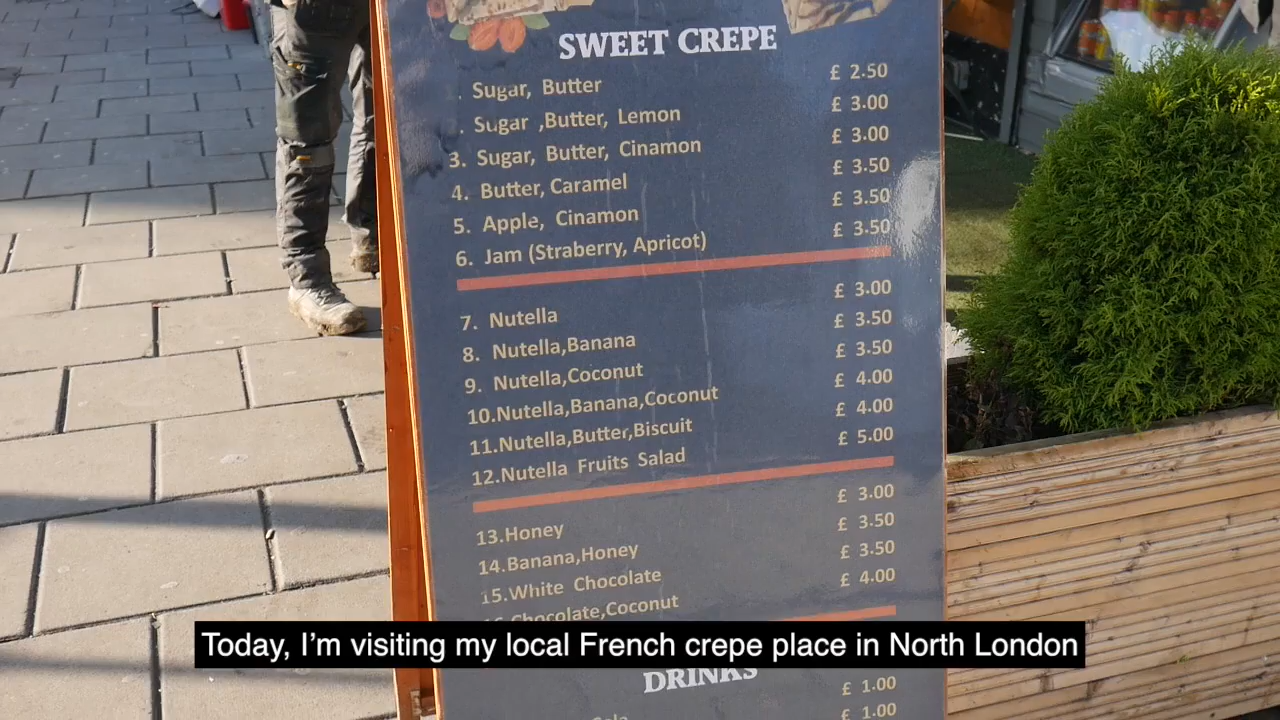 SWEET CREPE
. Sugar, Butter £ 2.50
. Sugar ,Butter, Lemon £ 3.00
3. Sugar, Butter, Cinamon £ 3.00
4. Butter, Caramel £ 3.50
5. Apple, Cinamon £ 3.50
6. Jam (Straberry, Apricot) £ 3.50
7. Nutella £ 3.00
8. Nutella,Banana £ 3.50
9. Nutella,Coconut £ 3.50
10.Nutella,Banana,Coconut £ 4.00
11.Nutella,Butter,Biscuit £ 4.00
12.Nutella Fruits Salad £ 5.00
13.Honey £ 3.00
14.Banana,Honey £ 3.50
15.White Chocolate £ 3.50
Chocolate,Coconut £ 4.00
Today, I’m visiting my local French crepe place in North London
DRINKS
£ 1.00
£ 1.00